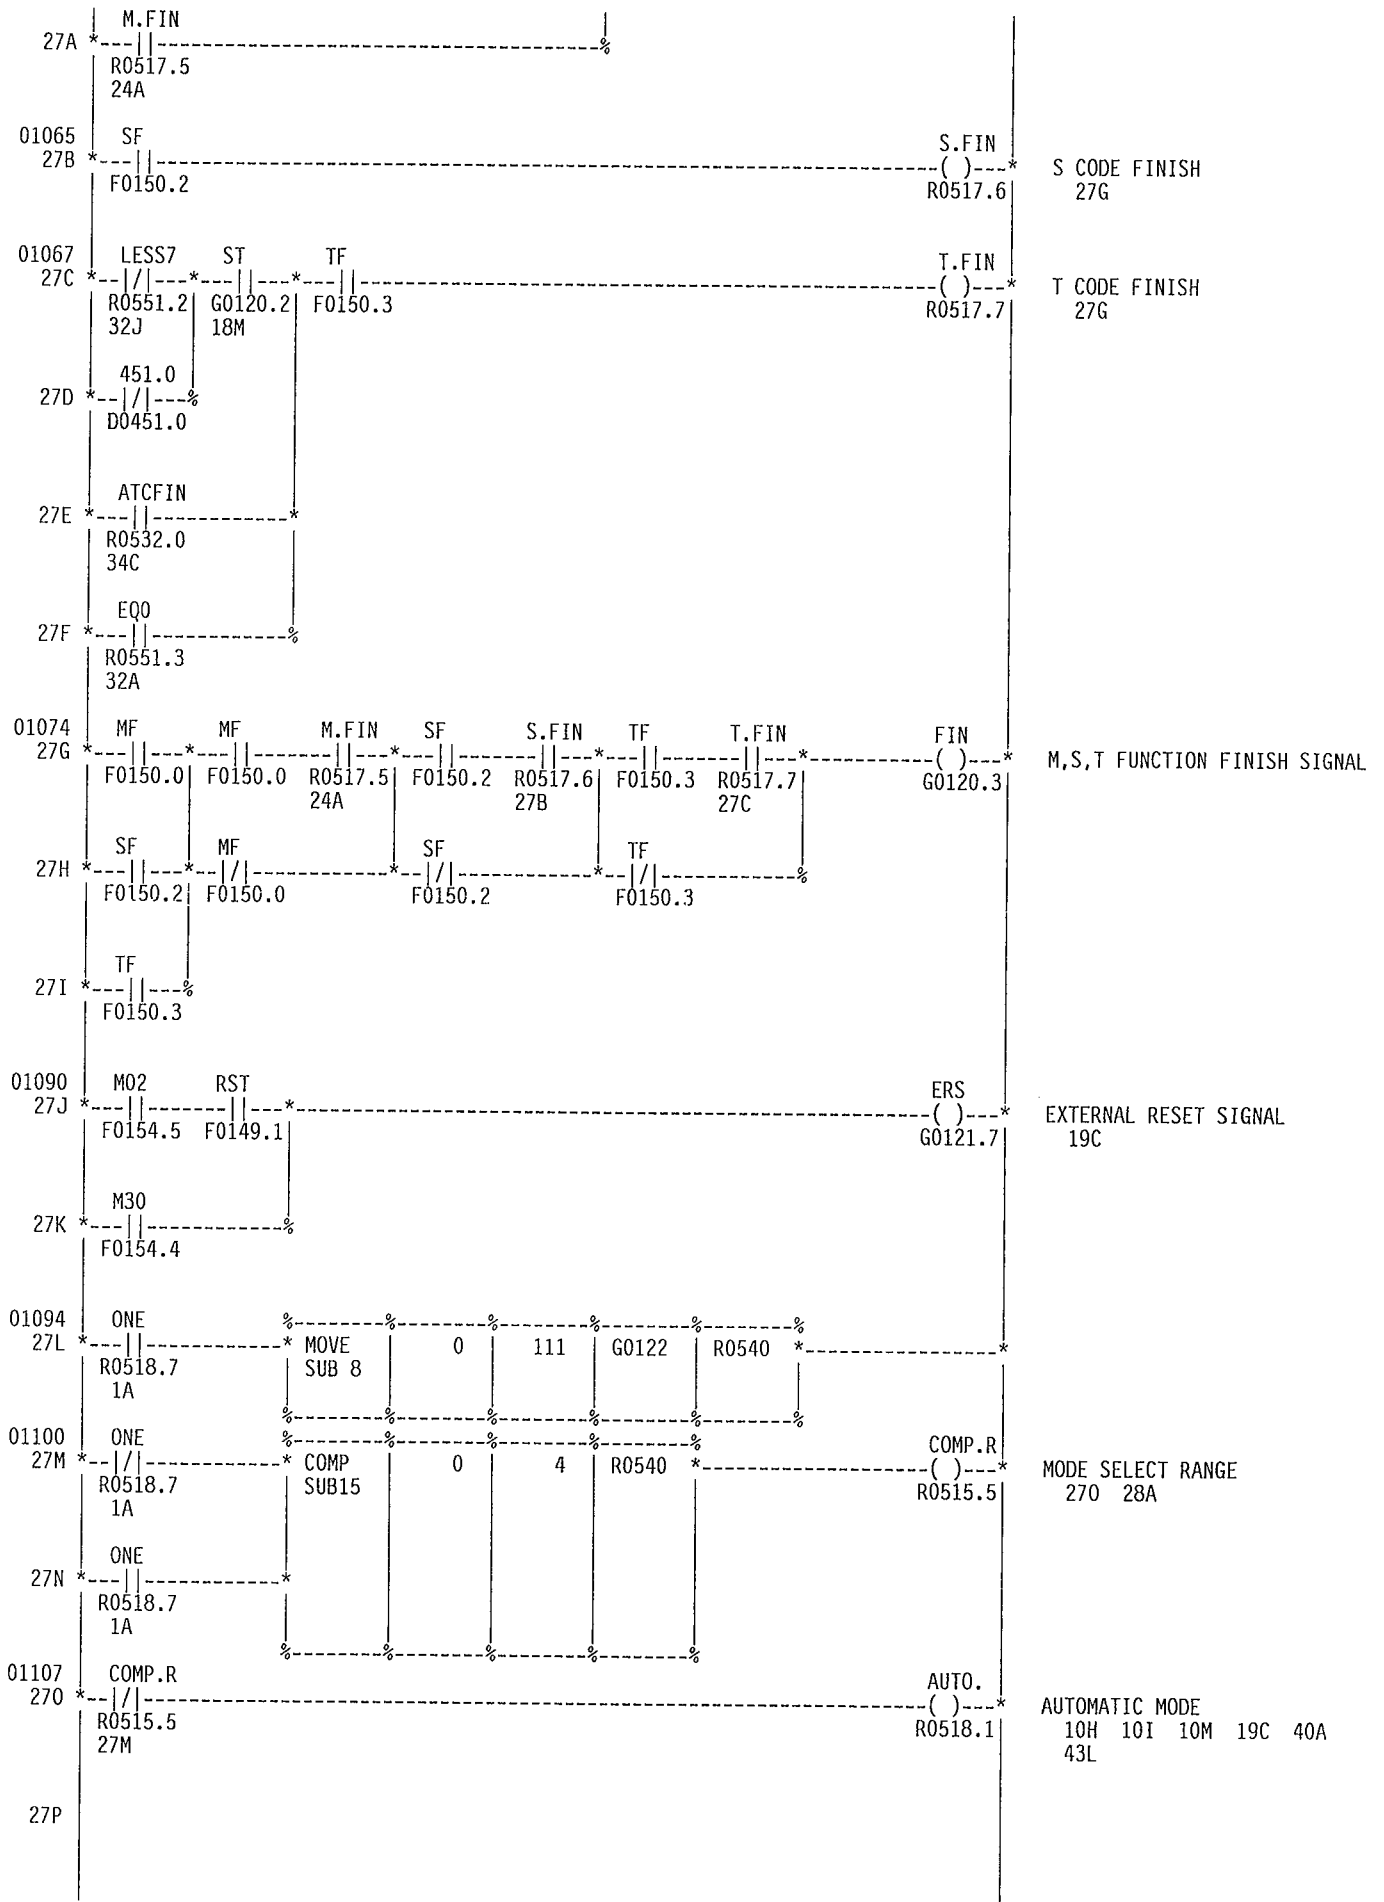 M.FIN
27A *---||---%
R0517.5
24A
01065 SF S.FIN
27B *---||---( )---* S CODE FINISH
F0150.2 R0517.6 27G
01067 LESS7 ST TF T.FIN
27C *--|/|---*---||---*---||---( )---* T CODE FINISH
R0551.2 G0120.2 F0150.3 R0517.7 27G
32J 18M
451.0
27D *--|/|---%
D0451.0
ATCFIN
27E *---||---*
R0532.0
34C
EQ0
27F *---||---%
R0551.3
32A
01074 MF MF M.FIN SF S.FIN TF T.FIN FIN
27G *---||---*---||---||---*---||---||---*---||---||---*---( )---* M,S,T FUNCTION FINISH SIGNAL
F0150.0 F0150.0 R0517.5 F0150.2 R0517.6 F0150.3 R0517.7 G0120.3
24A 27B 27C
SF MF SF TF
27H *---||---*--|/|---*--|/|---*--|/|---%
F0150.2 F0150.0 F0150.2 F0150.3
TF
27I *---||---%
F0150.3
01090 M02 RST ERS
27J *---||---||---*---( )---* EXTERNAL RESET SIGNAL
F0154.5 F0149.1 G0121.7 19C
M30
27K *---||---%
F0154.4
01094 ONE %---%---%---%---%---%
27L *---||---* MOVE 0 111 G0122 R0540 *---*
R0518.7 SUB 8
1A
%---%---%---%---%---%
01100 ONE %---%---%---%---% COMP.R
27M *--|/|---* COMP 0 4 R0540 *---( )---* MODE SELECT RANGE
R0518.7 SUB15 R0515.5 27O 28A
1A
ONE
27N *---||---*
R0518.7
1A
%---%---%---%---%
01107 COMP.R AUTO.
27O *--|/|---( )---* AUTOMATIC MODE
R0515.5 R0518.1 10H 10I 10M 19C 40A
27M 43L
27P